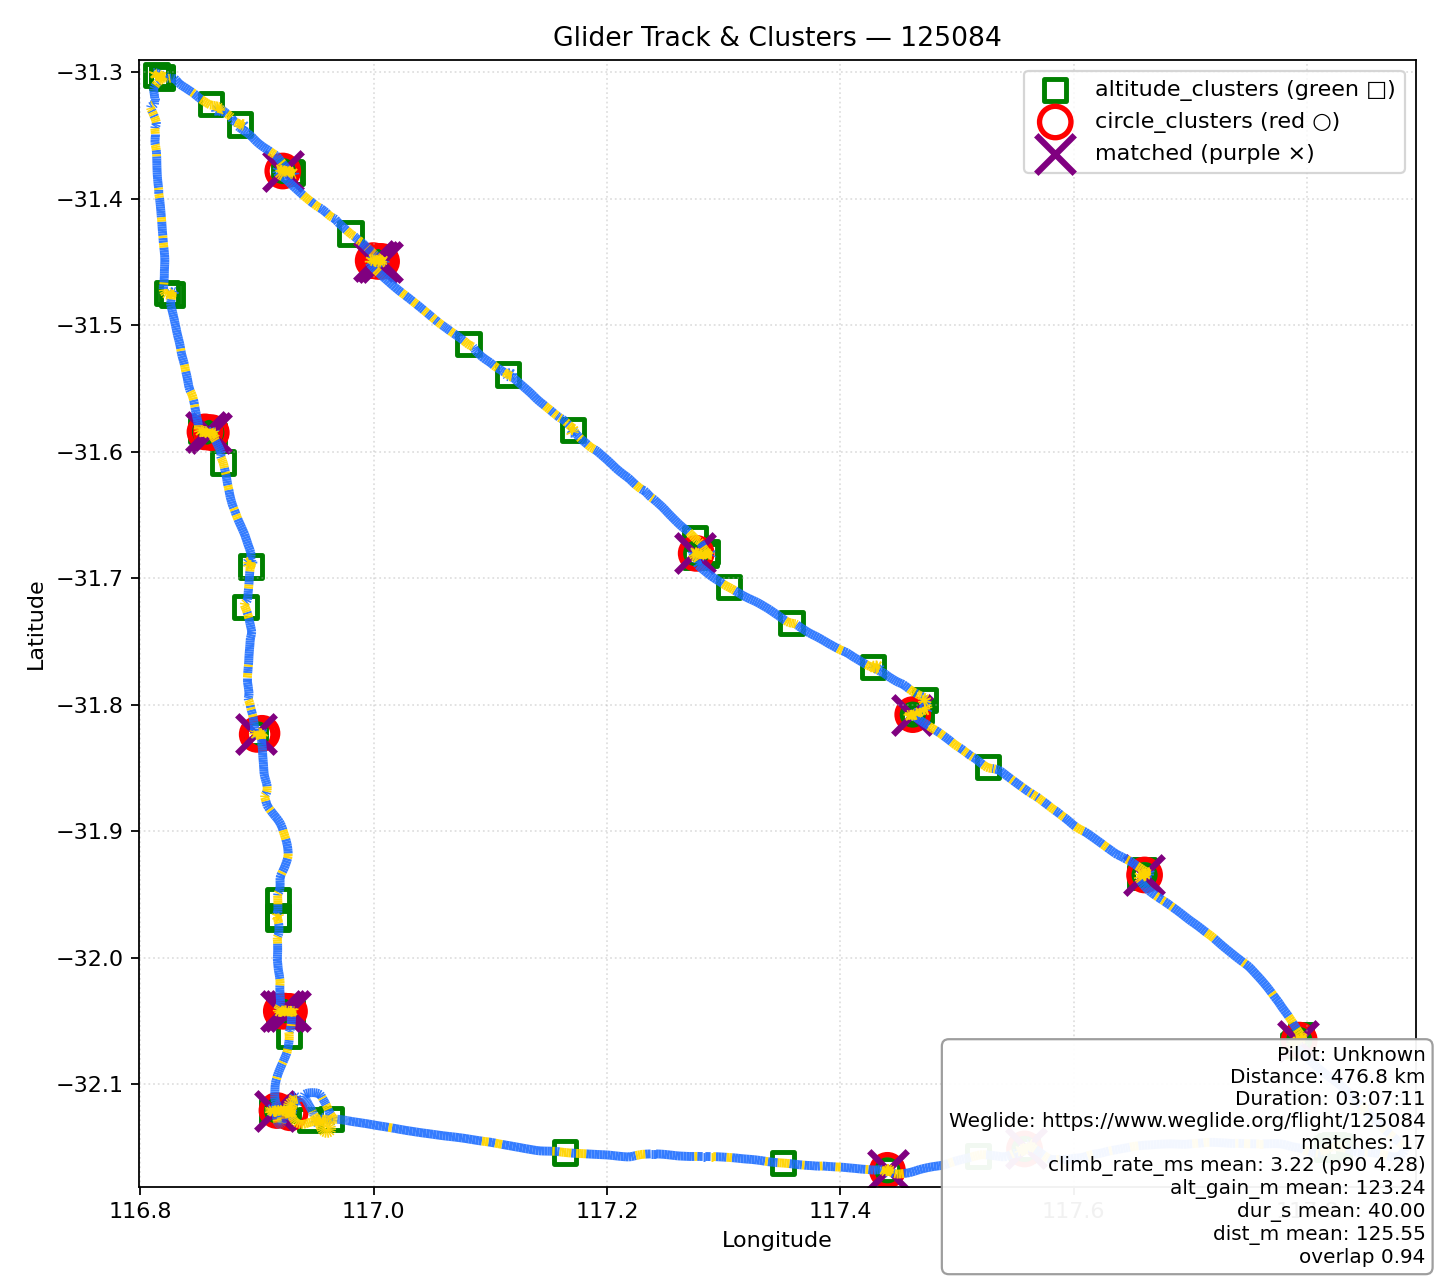 Glider Track & Clusters — 125084
altitude_clusters (green □)
circle_clusters (red ○)
matched (purple ×)
Latitude
−31.3
−31.4
−31.5
−31.6
−31.7
−31.8
−31.9
−32.0
−32.1
116.8
117.0
117.2
117.4
117.6
Longitude
Pilot: Unknown
Distance: 476.8 km
Duration: 03:07:11
Weglide: https://www.weglide.org/flight/125084
matches: 17
climb_rate_ms mean: 3.22 (p90 4.28)
alt_gain_m mean: 123.24
dur_s mean: 40.00
dist_m mean: 125.55
overlap 0.94